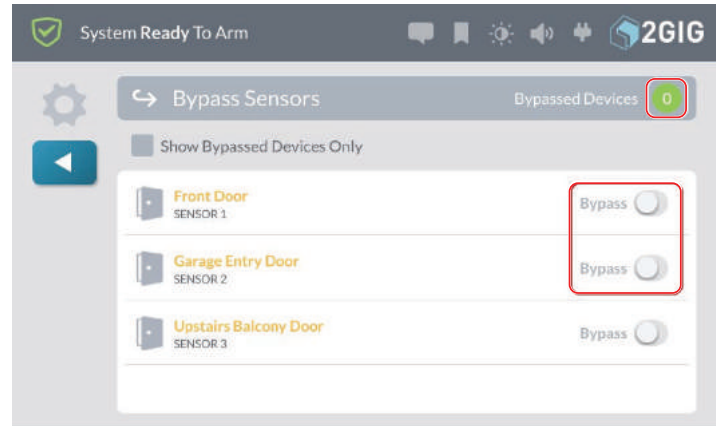 System Ready To Arm 2GIG
Bypass Sensors Bypassed Devices 0
Show Bypassed Devices Only
Front Door
SENSOR 1
Bypass
Garage Entry Door
SENSOR 2
Bypass
Upstairs Balcony Door
SENSOR 3
Bypass